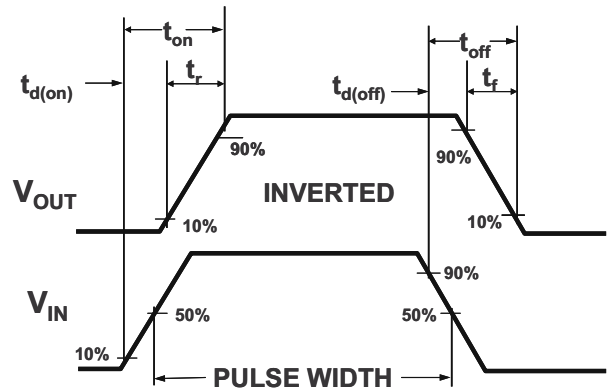 t_on
t_off
t_d(on)
t_r
t_d(off)
t_f
90%
90%
V_OUT
INVERTED
10%
10%
90%
V_IN
50%
50%
10%
PULSE WIDTH